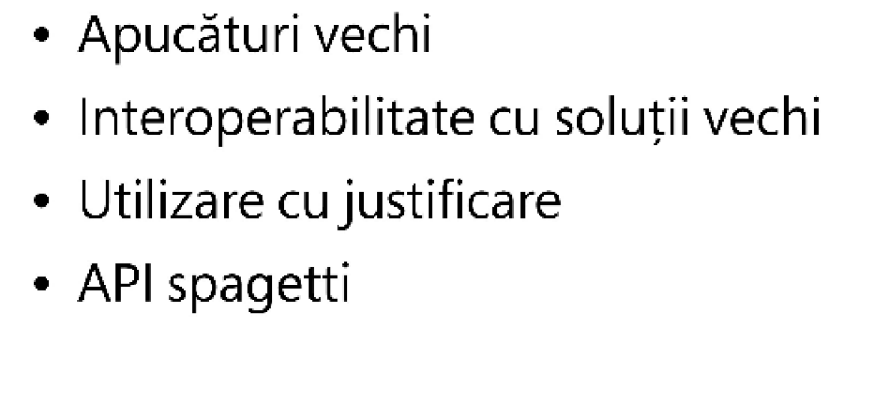 • Apucături vechi
• Interoperabilitate cu soluții vechi
• Utilizare cu justificare
• API spagetti